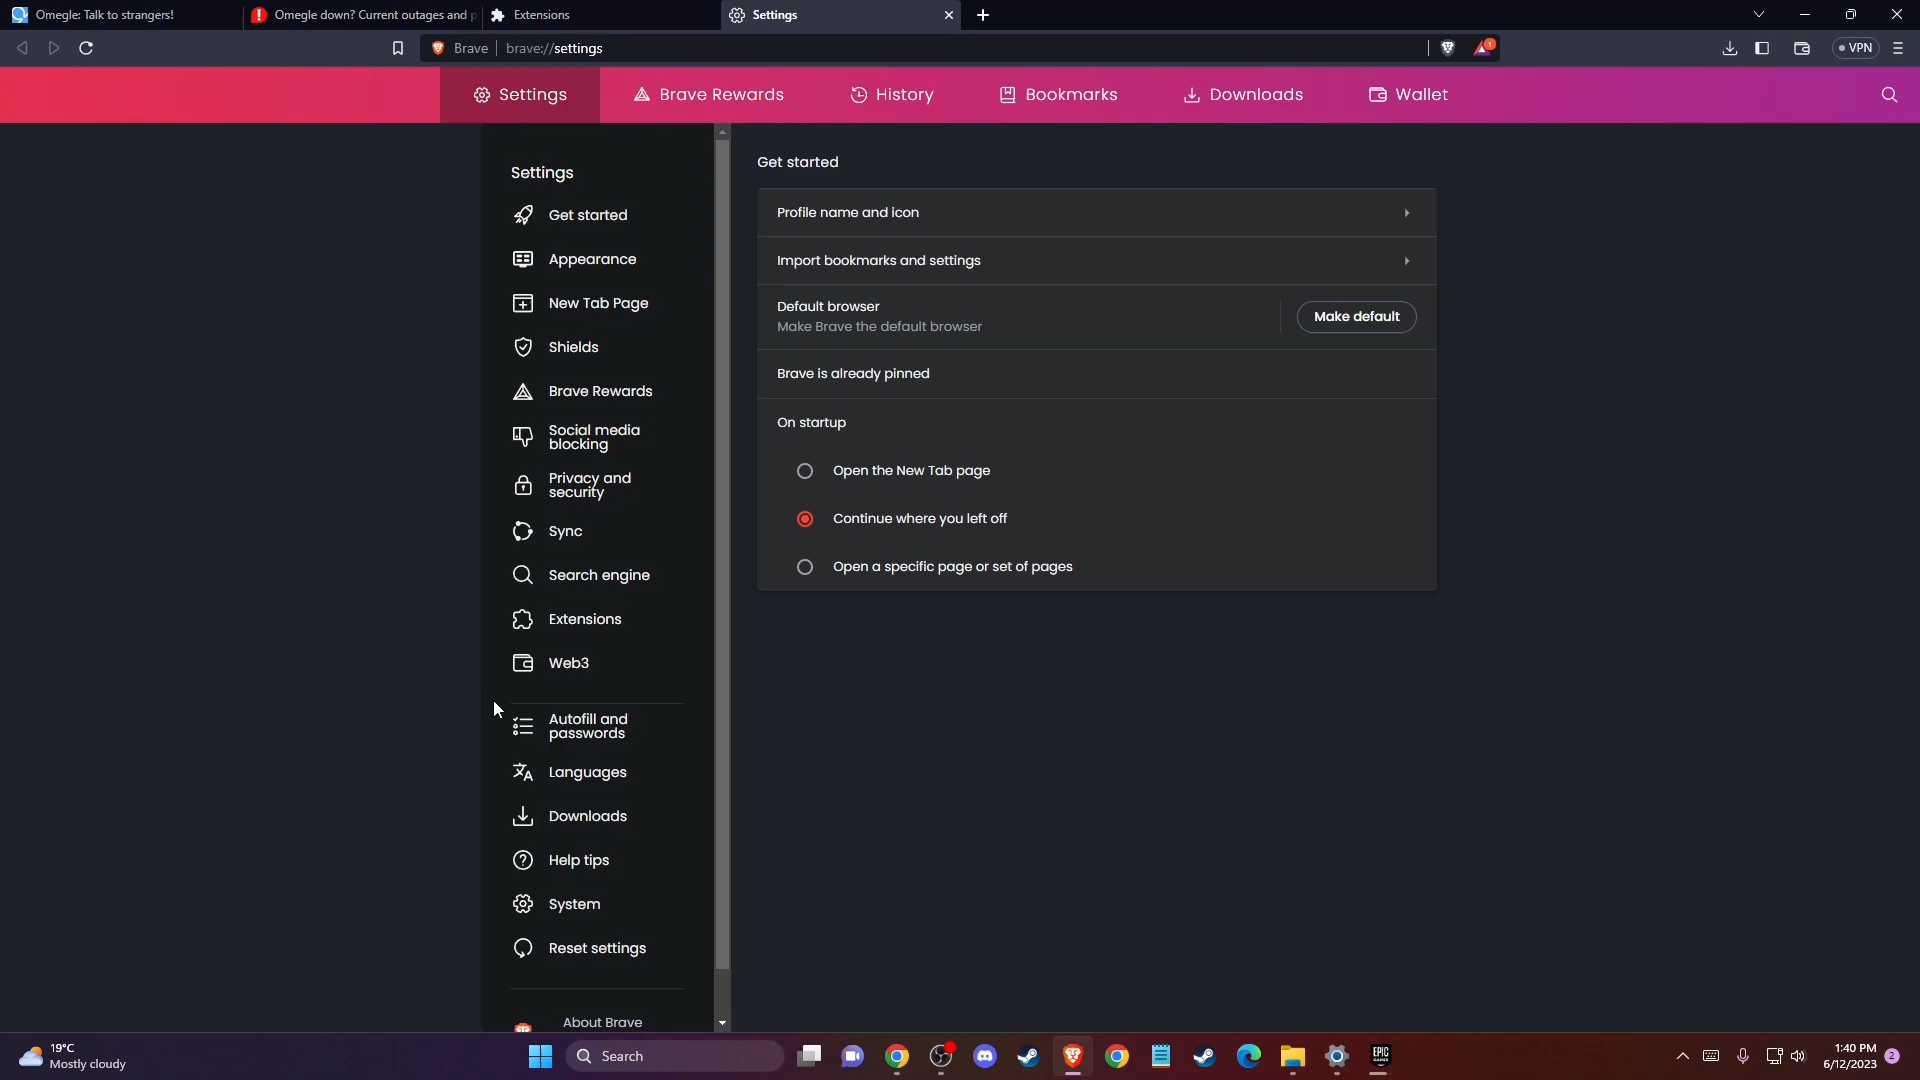 Omegle: Talk to strangers!
Omegle down? Current outages and p
Extensions
Settings
Brave
brave://settings
1
VPN
Settings
Brave Rewards
History
Bookmarks
Downloads
Wallet
Settings
Get started
Appearance
New Tab Page
Shields
Brave Rewards
Social media
blocking
Privacy and
security
Sync
Search engine
Extensions
Web3
Autofill and
passwords
Languages
Downloads
Help tips
System
Reset settings
About Brave
Get started
Profile name and icon
Import bookmarks and settings
Default browser
Make Brave the default browser
Make default
Brave is already pinned
On startup
Open the New Tab page
Continue where you left off
Open a specific page or set of pages
19°C
Mostly cloudy
Search
EPIC
GAMES
1:40 PM
6/12/2023
2